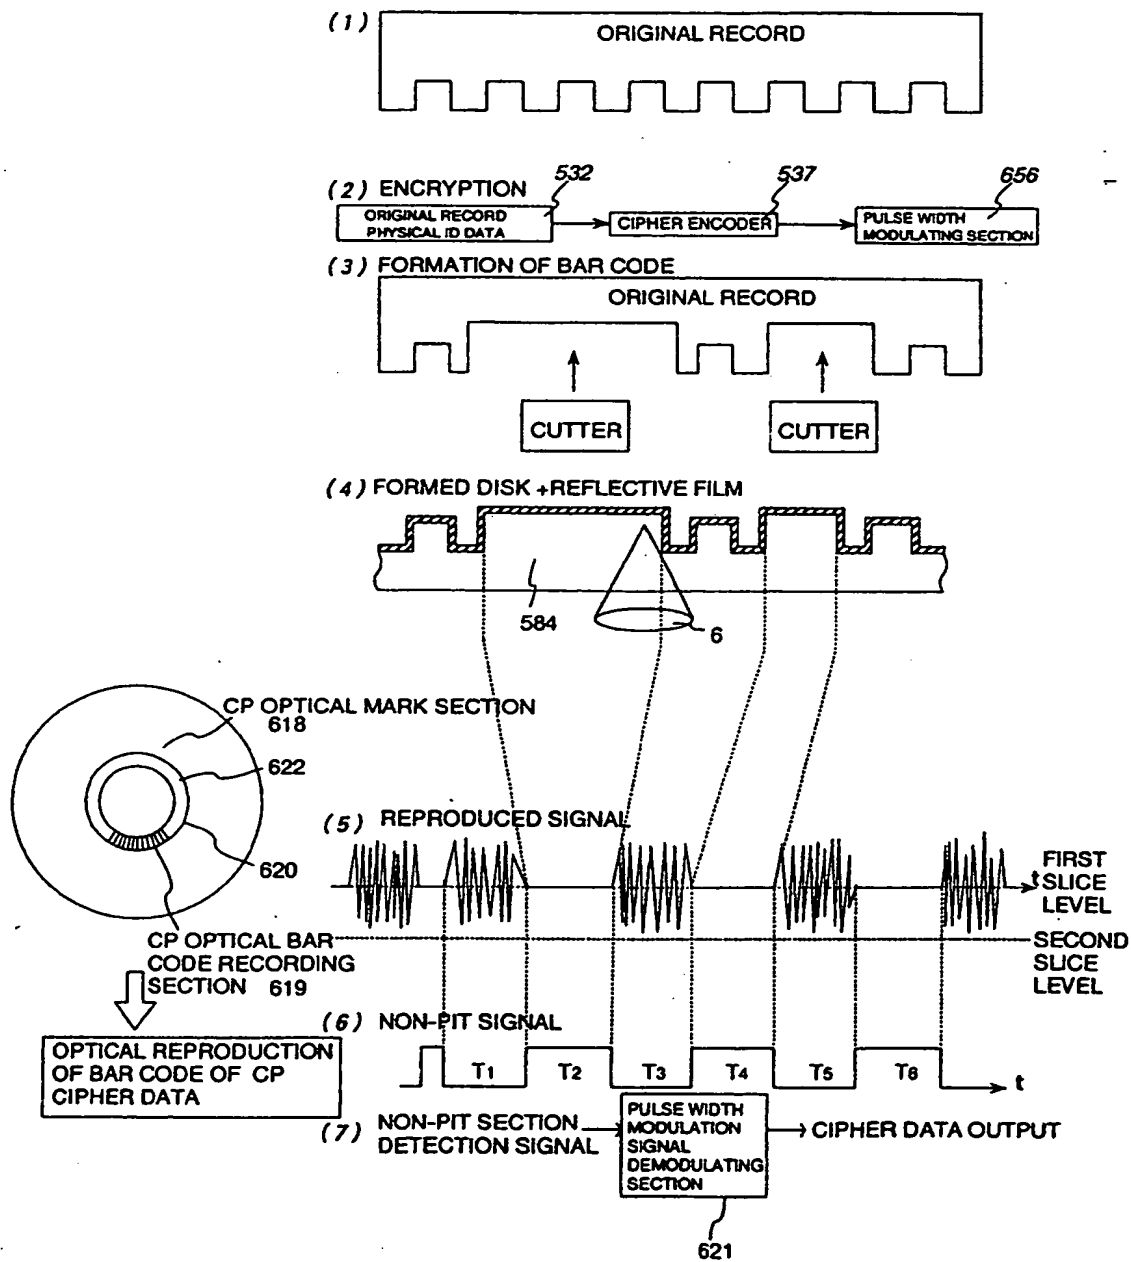 (1)
ORIGINAL RECORD
(2) ENCRYPTION
532
537
656
ORIGINAL RECORD
PHYSICAL ID DATA
CIPHER ENCODER
PULSE WIDTH
MODULATING SECTION
(3) FORMATION OF BAR CODE
ORIGINAL RECORD
CUTTER
CUTTER
(4) FORMED DISK +REFLECTIVE FILM
584
6
CP OPTICAL MARK SECTION
618
622
620
CP OPTICAL BAR
CODE RECORDING
SECTION 619
OPTICAL REPRODUCTION
OF BAR CODE OF CP
CIPHER DATA
(5) REPRODUCED SIGNAL
t
FIRST
SLICE
LEVEL
SECOND
SLICE
LEVEL
(6) NON-PIT SIGNAL
T1 T2 T3 T4 T5 T6
t
(7) NON-PIT SECTION
DETECTION SIGNAL
PULSE WIDTH
MODULATION
SIGNAL
DEMODULATING
SECTION
CIPHER DATA OUTPUT
621